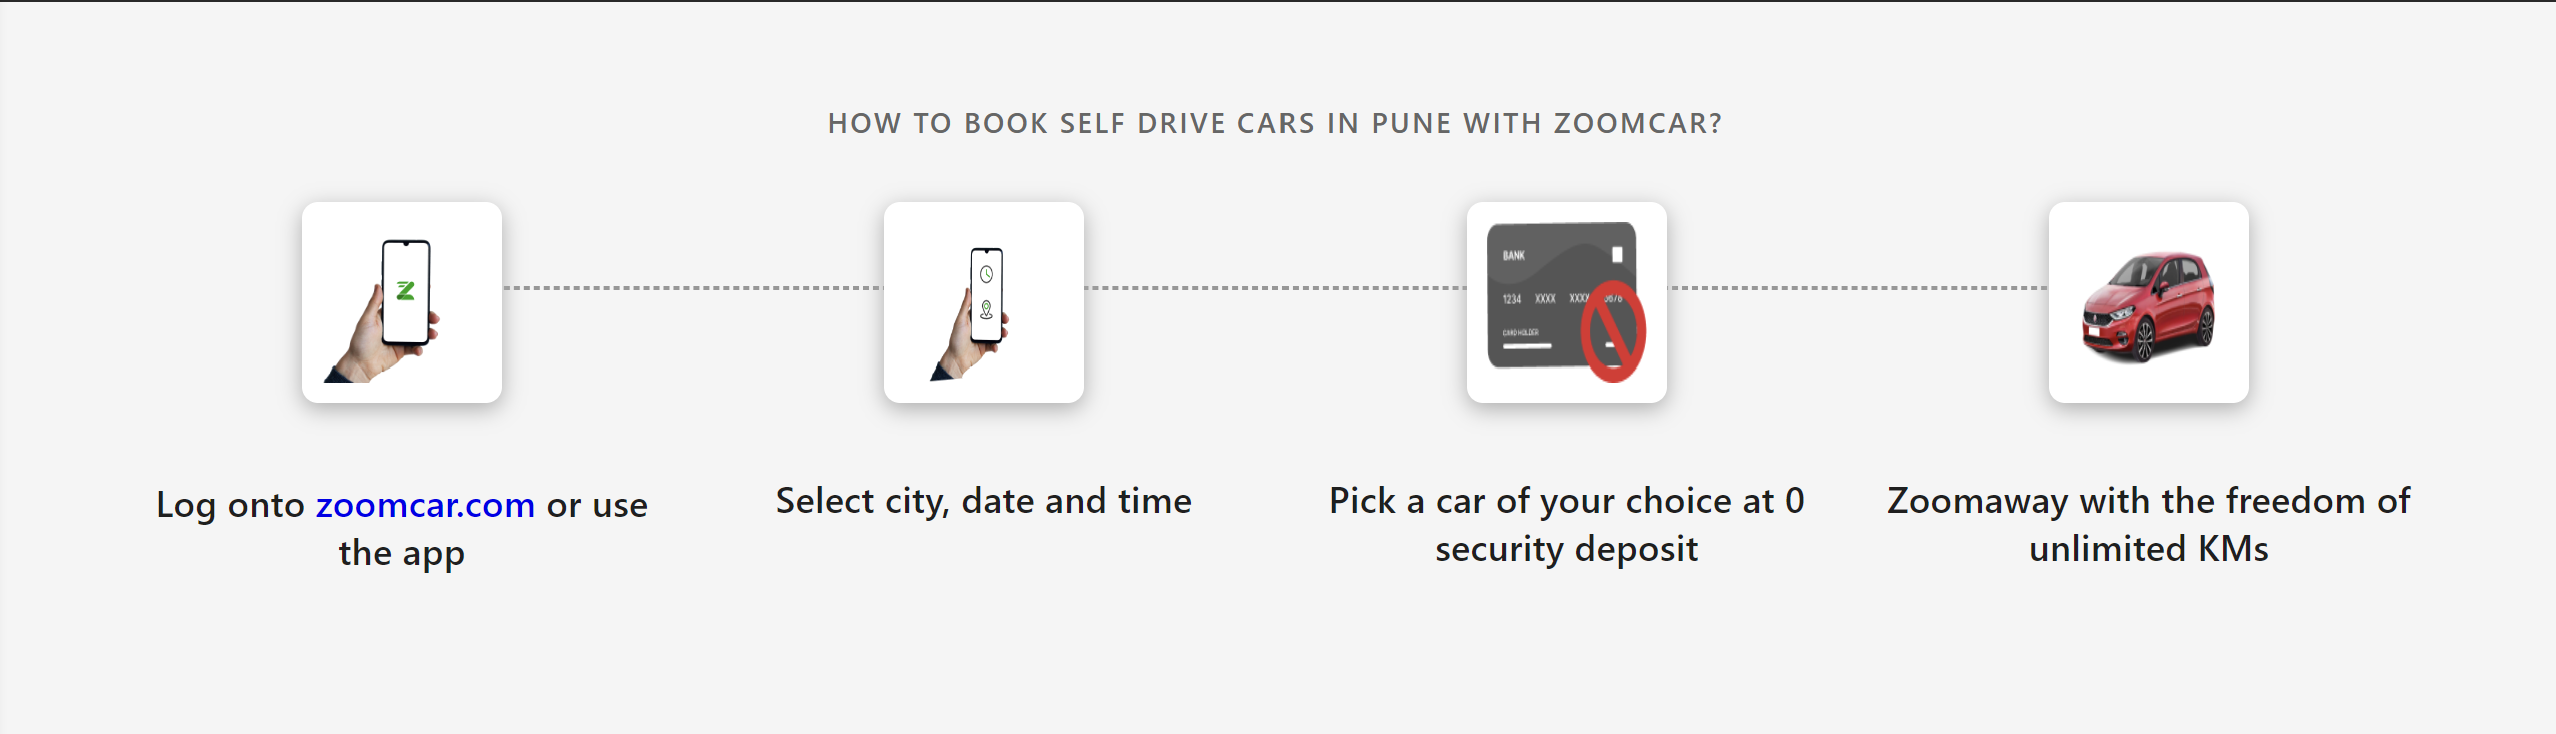 HOW TO BOOK SELF DRIVE CARS IN PUNE WITH ZOOMCAR?
BANK
1234 XXXX XXXX
CARD HOLDER
Log onto zoomcar.com or use
the app
Select city, date and time
Pick a car of your choice at 0
security deposit
Zoomaway with the freedom of
unlimited KMs